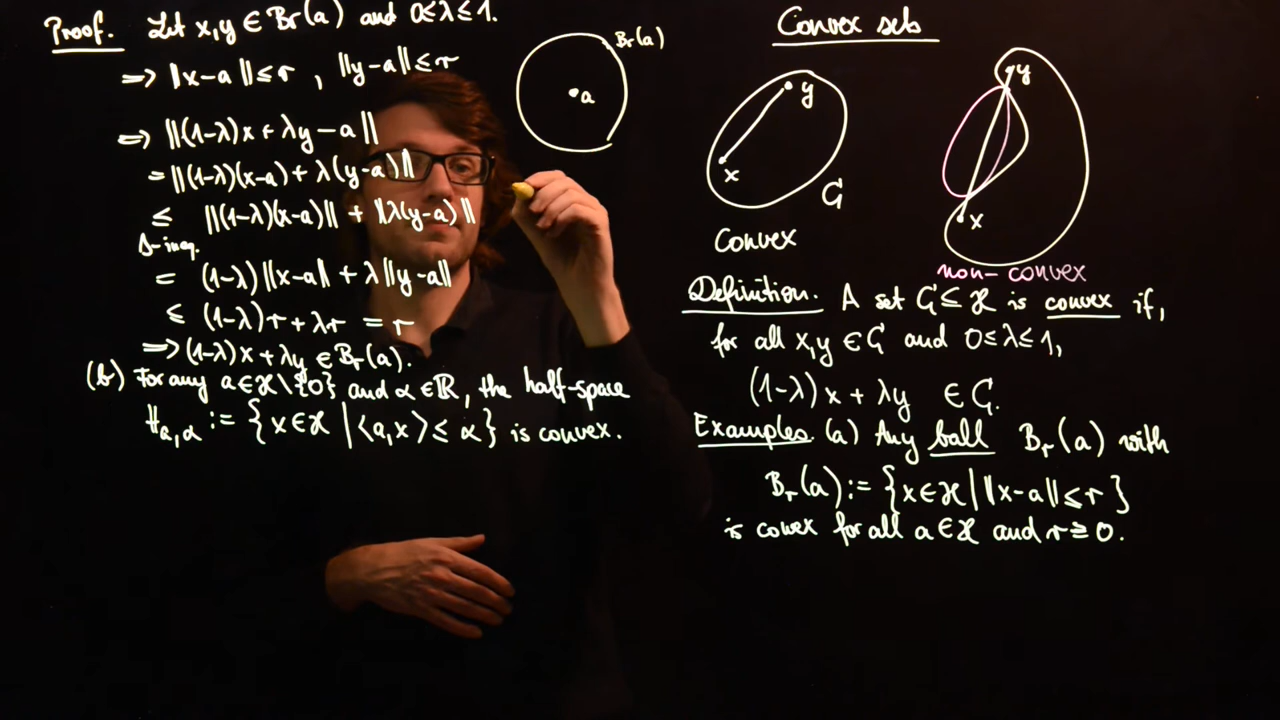 Proof. Let x,y ∈ Br(a) and 0≤λ≤1.
⇒ ‖x-a‖≤r , ‖y-a‖≤r
⇒ ‖(1-λ)x + λy - a‖
= ‖(1-λ)(x-a) + λ(y-a)‖
≤ ‖(1-λ)(x-a)‖ + ‖λ(y-a)‖
Δ-ineq.
= (1-λ)‖x-a‖ + λ‖y-a‖
≤ (1-λ)r + λr = r
⇒ (1-λ)x + λy ∈ Br(a).
(b) For any a∈ℋ\{0} and α∈ℝ, the half-space
Ha,α := {x∈ℋ | ⟨a,x⟩ ≤ α} is convex.
Br(a)
a
Convex sets
y
x
C
Convex
y
x
non-convex
Definition. A set C⊆ℋ is convex if,
for all x,y ∈ C and 0≤λ≤1,
(1-λ)x + λy ∈ C.
Examples. (a) Any ball Br(a) with
Br(a) := {x∈ℋ | ‖x-a‖≤r}
is covex for all a∈ℋ and r≥0.